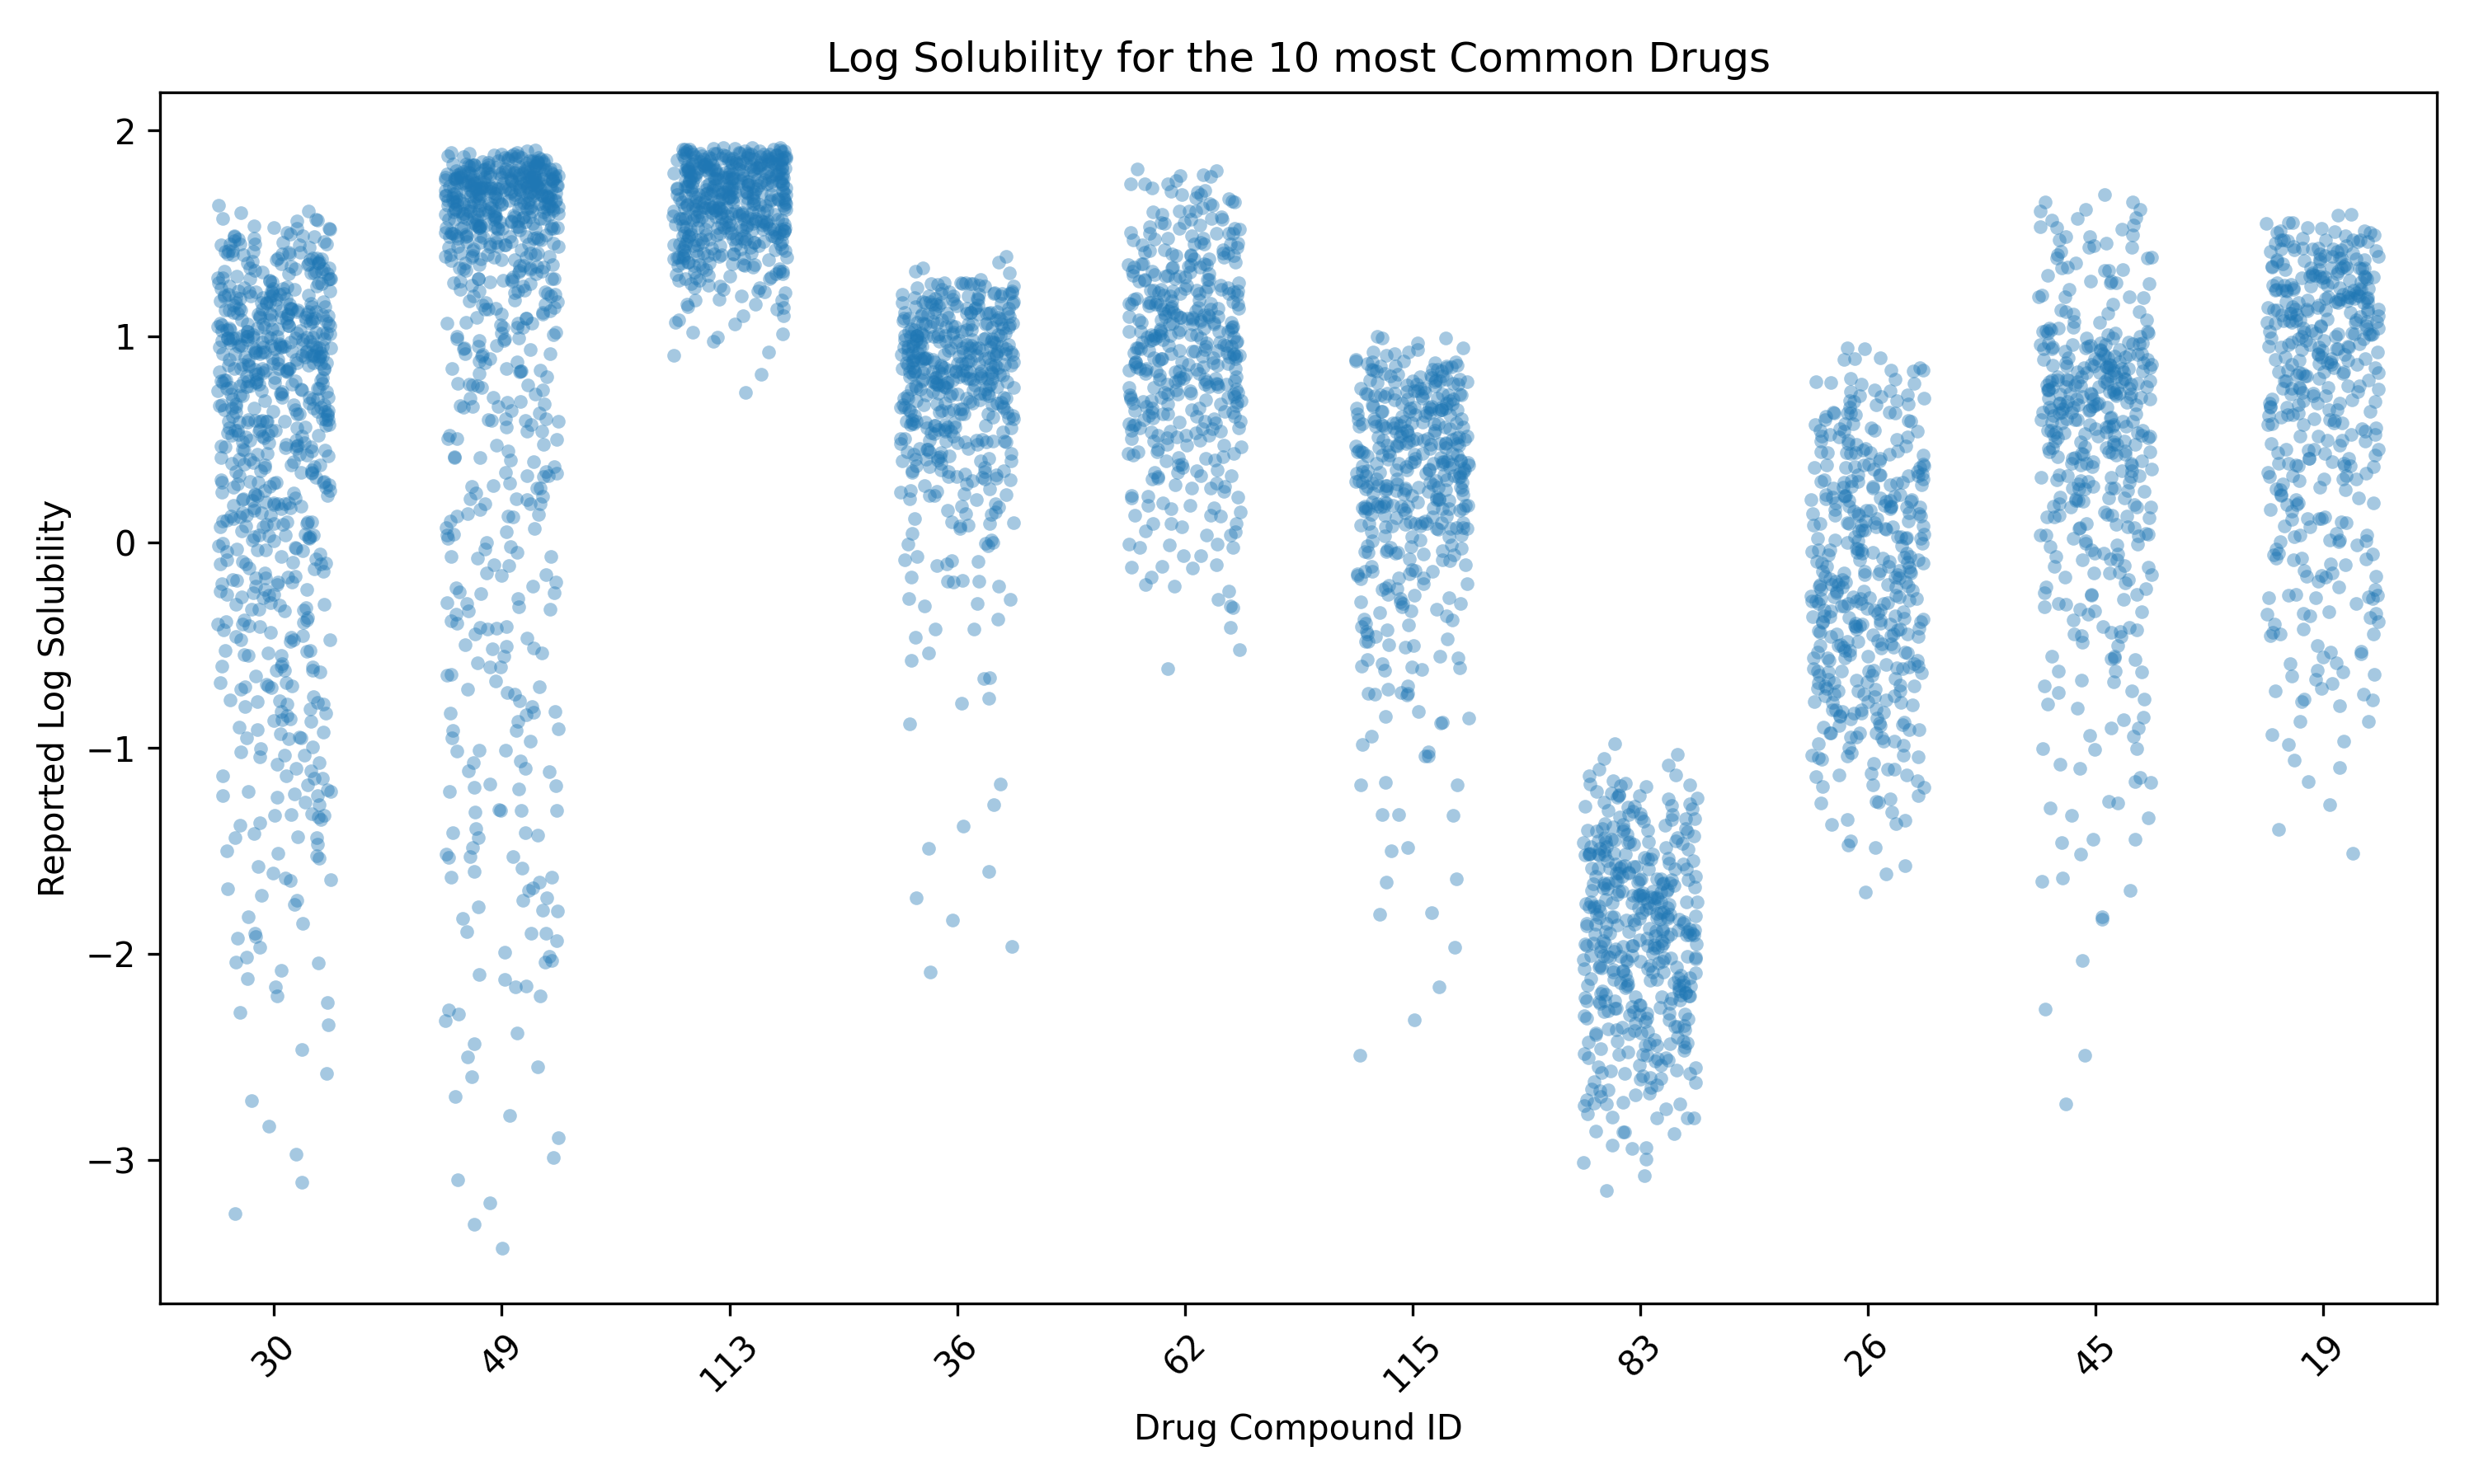 Log Solubility for the 10 most Common Drugs
Reported Log Solubility
2
1
0
−1
−2
−3
30 49 113 36 62 115 83 26 45 19
Drug Compound ID